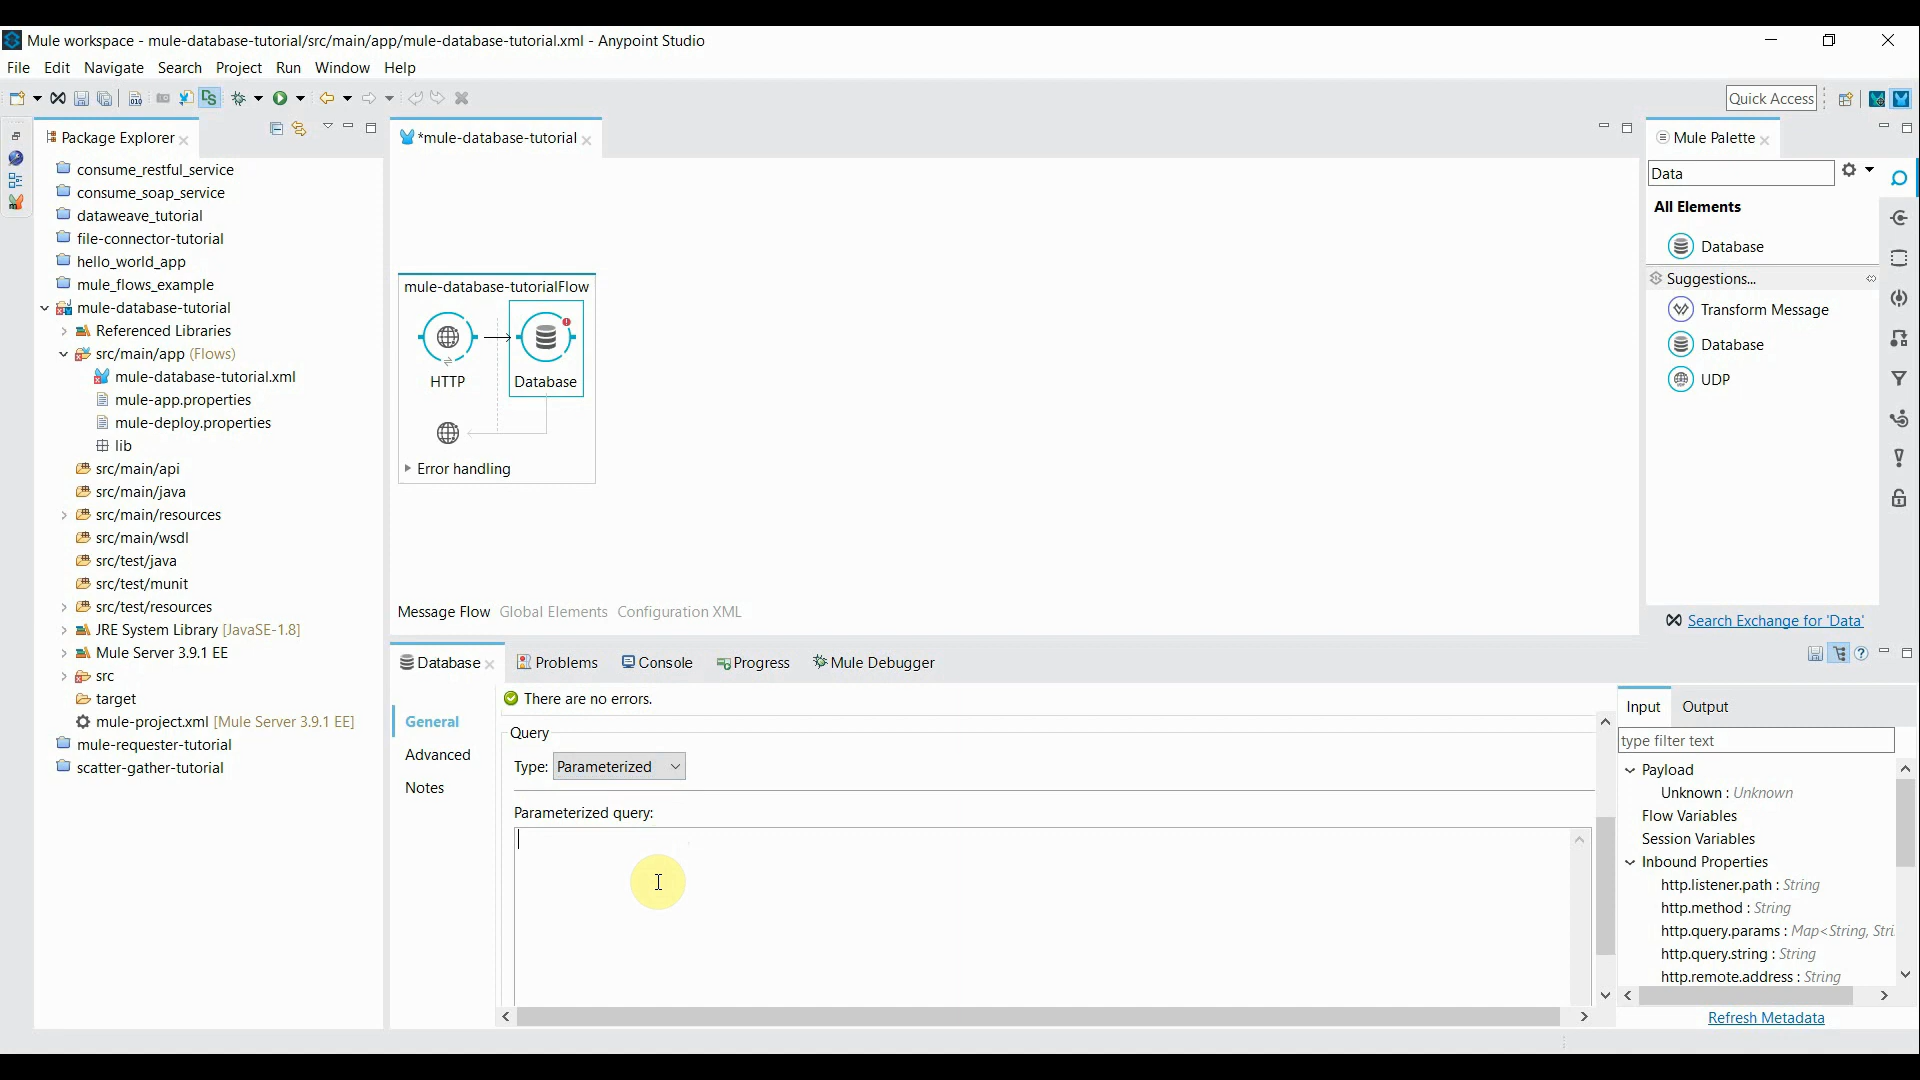 Mule workspace - mule-database-tutorial/src/main/app/mule-database-tutorial.xml - Anypoint Studio
File Edit Navigate Search Project Run Window Help
Quick Access
Package Explorer
consume_restful_service
consume_soap_service
dataweave_tutorial
file-connector-tutorial
hello_world_app
mule_flows_example
mule-database-tutorial
Referenced Libraries
src/main/app (Flows)
mule-database-tutorial.xml
mule-app.properties
mule-deploy.properties
lib
src/main/api
src/main/java
src/main/resources
src/main/wsdl
src/test/java
src/test/munit
src/test/resources
JRE System Library [JavaSE-1.8]
Mule Server 3.9.1 EE
src
target
mule-project.xml [Mule Server 3.9.1 EE]
mule-requester-tutorial
scatter-gather-tutorial
*mule-database-tutorial
mule-database-tutorialFlow
HTTP
Database
Error handling
Message Flow Global Elements Configuration XML
Mule Palette
Data
All Elements
Database
Suggestions...
Transform Message
Database
UDP
Search Exchange for 'Data'
Database Problems Console Progress Mule Debugger
General
Advanced
Notes
There are no errors.
Query
Type: Parameterized
Parameterized query:
Input Output
type filter text
Payload
Unknown : Unknown
Flow Variables
Session Variables
Inbound Properties
http.listener.path : String
http.method : String
http.query.params : Map<String, Stri
http.query.string : String
http.remote.address : String
Refresh Metadata